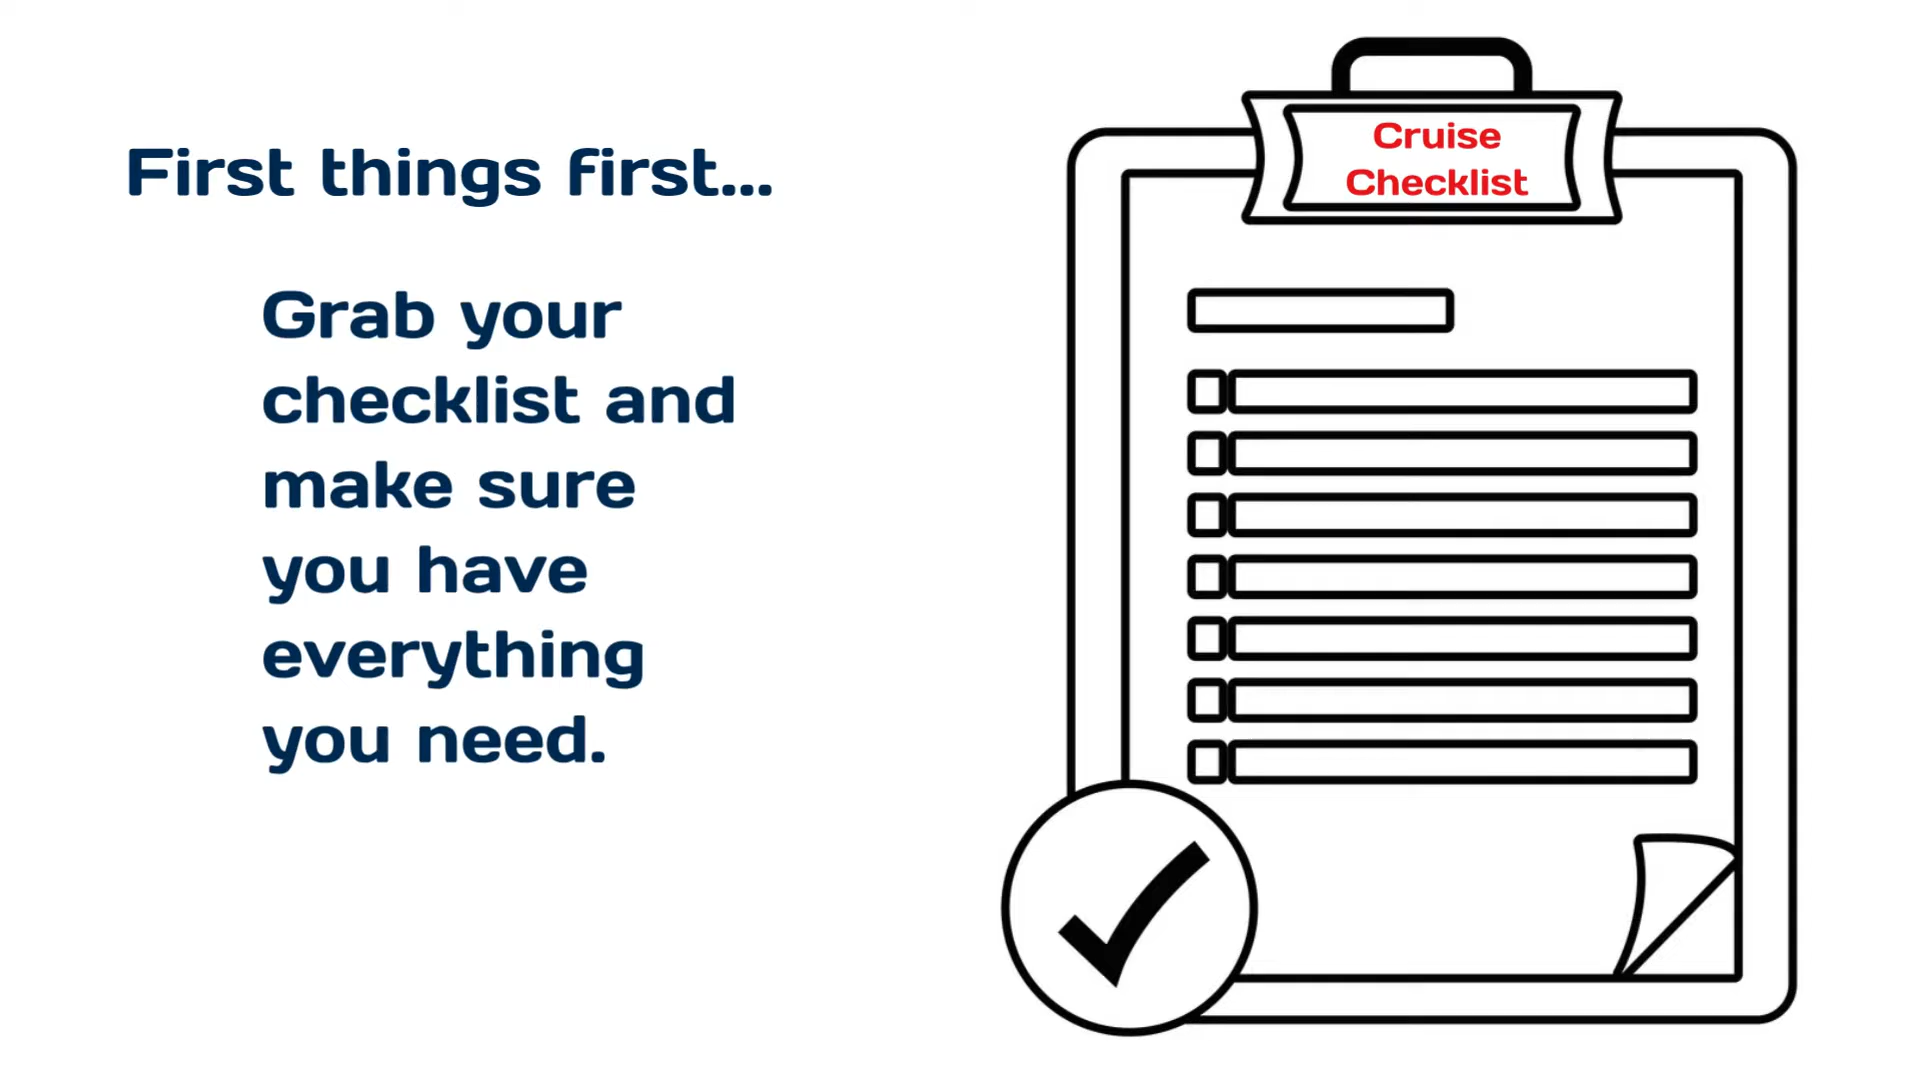 First things first...
Grab your
checklist and
make sure
you have
everything
you need.
Cruise
Checklist